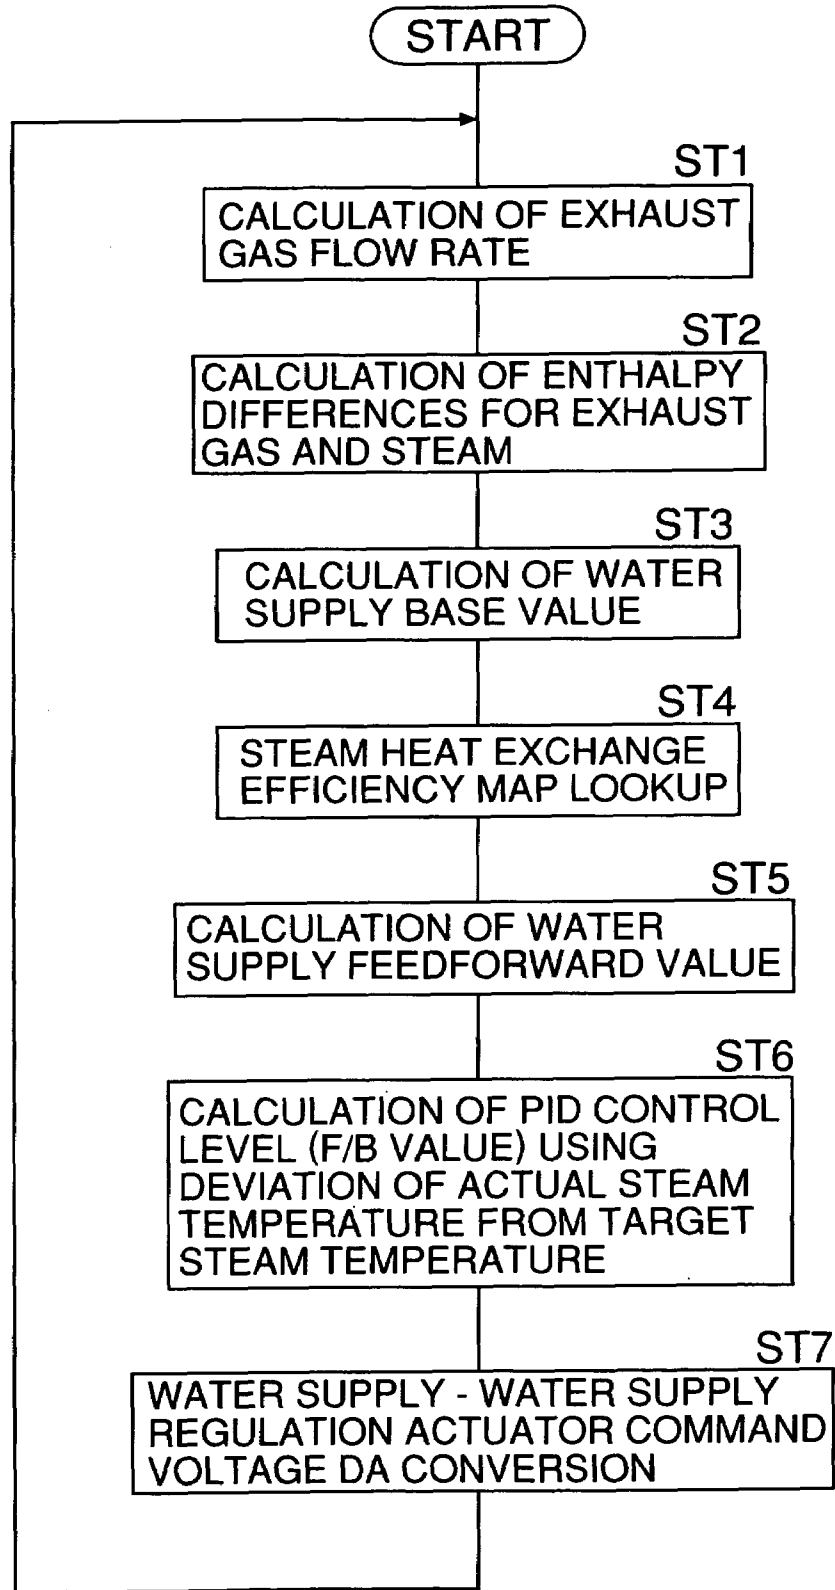 START
ST1
CALCULATION OF EXHAUST
GAS FLOW RATE
ST2
CALCULATION OF ENTHALPY
DIFFERENCES FOR EXHAUST
GAS AND STEAM
ST3
CALCULATION OF WATER
SUPPLY BASE VALUE
ST4
STEAM HEAT EXCHANGE
EFFICIENCY MAP LOOKUP
ST5
CALCULATION OF WATER
SUPPLY FEEDFORWARD VALUE
ST6
CALCULATION OF PID CONTROL
LEVEL (F/B VALUE) USING
DEVIATION OF ACTUAL STEAM
TEMPERATURE FROM TARGET
STEAM TEMPERATURE
ST7
WATER SUPPLY - WATER SUPPLY
REGULATION ACTUATOR COMMAND
VOLTAGE DA CONVERSION